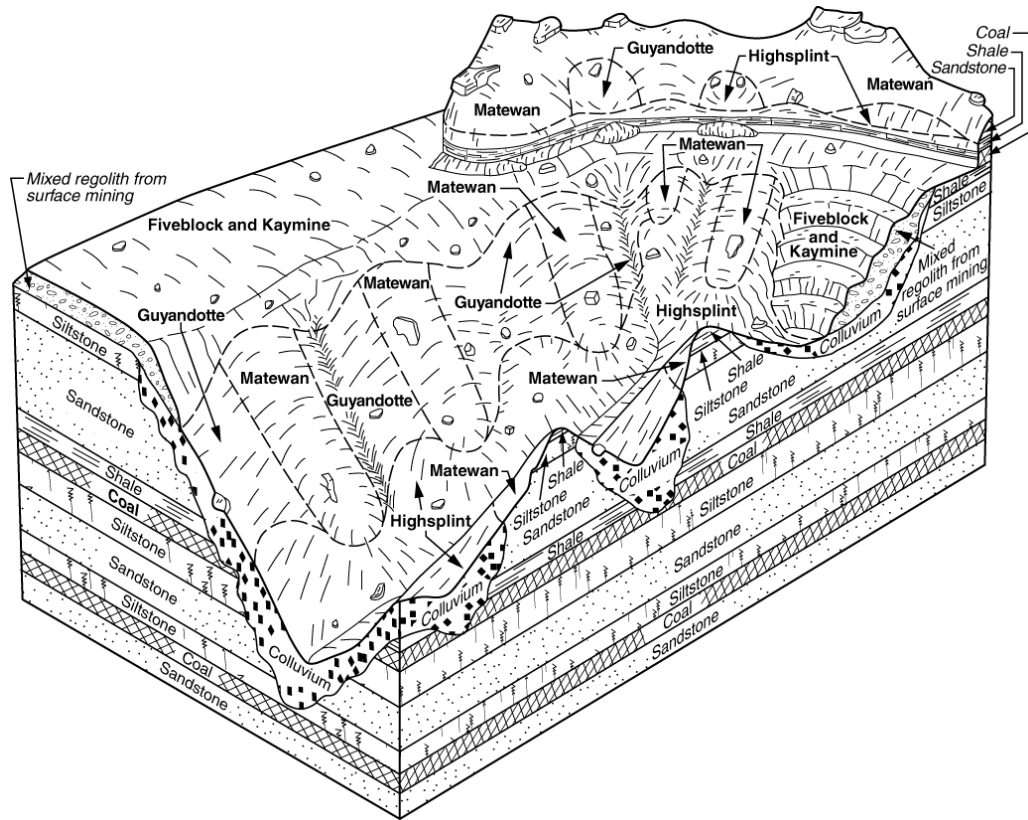 Coal
Shale
Sandstone
Guyandotte
Highsplint
Matewan
Matewan
Matewan
Mixed regolith from
surface mining
Matewan
Shale
Siltstone
Fiveblock and Kaymine
Fiveblock
and
Kaymine
Mixed
regolith from
surface mining
Matewan
Guyandotte
Guyandotte
Highsplint
Siltstone
Colluvium
Matewan
Guyandotte
Matewan
Shale
Siltstone
Sandstone
Shale
Coal
Sandstone
Matewan
Colluvium
Shale
Siltstone
Sandstone
Shale
Siltstone
Highsplint
Shale
Coal
Siltstone
Sandstone
Siltstone
Coal
Sandstone
Colluvium
Colluvium
Sandstone
Siltstone
Coal
Sandstone